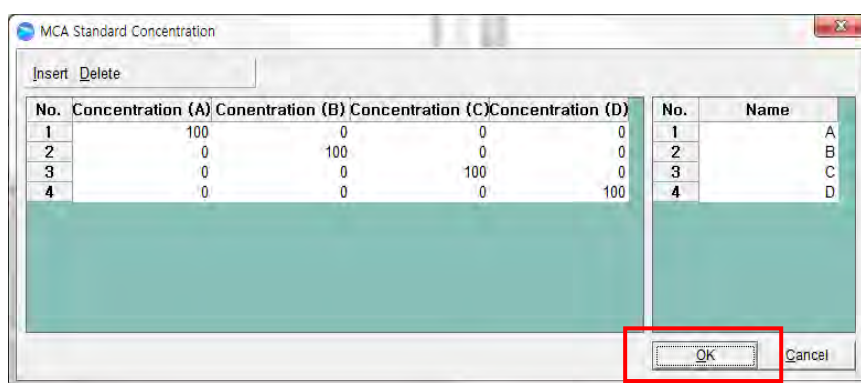 MCA Standard Concentration
Insert Delete
No. Concentration (A) Conentration (B) Concentration (C) Concentration (D) No. Name
1 100 0 0 0 1 A
2 0 100 0 0 2 B
3 0 0 100 0 3 C
4 0 0 0 100 4 D
OK Cancel